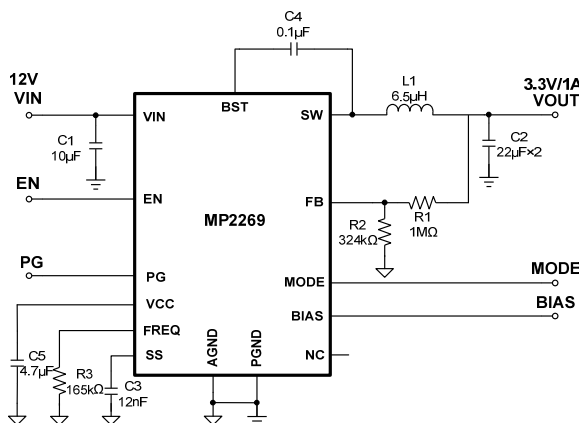 C4
0.1µF
12V
VIN
L1
6.5µH
3.3V/1A
VOUT
VIN
BST
SW
C1
10µF
C2
22µF×2
EN
EN
FB
MP2269
R2
324kΩ
R1
1MΩ
PG
PG
MODE
MODE
VCC
BIAS
BIAS
FREQ
C5
4.7µF
R3
165kΩ
SS
C3
12nF
AGND
PGND
NC